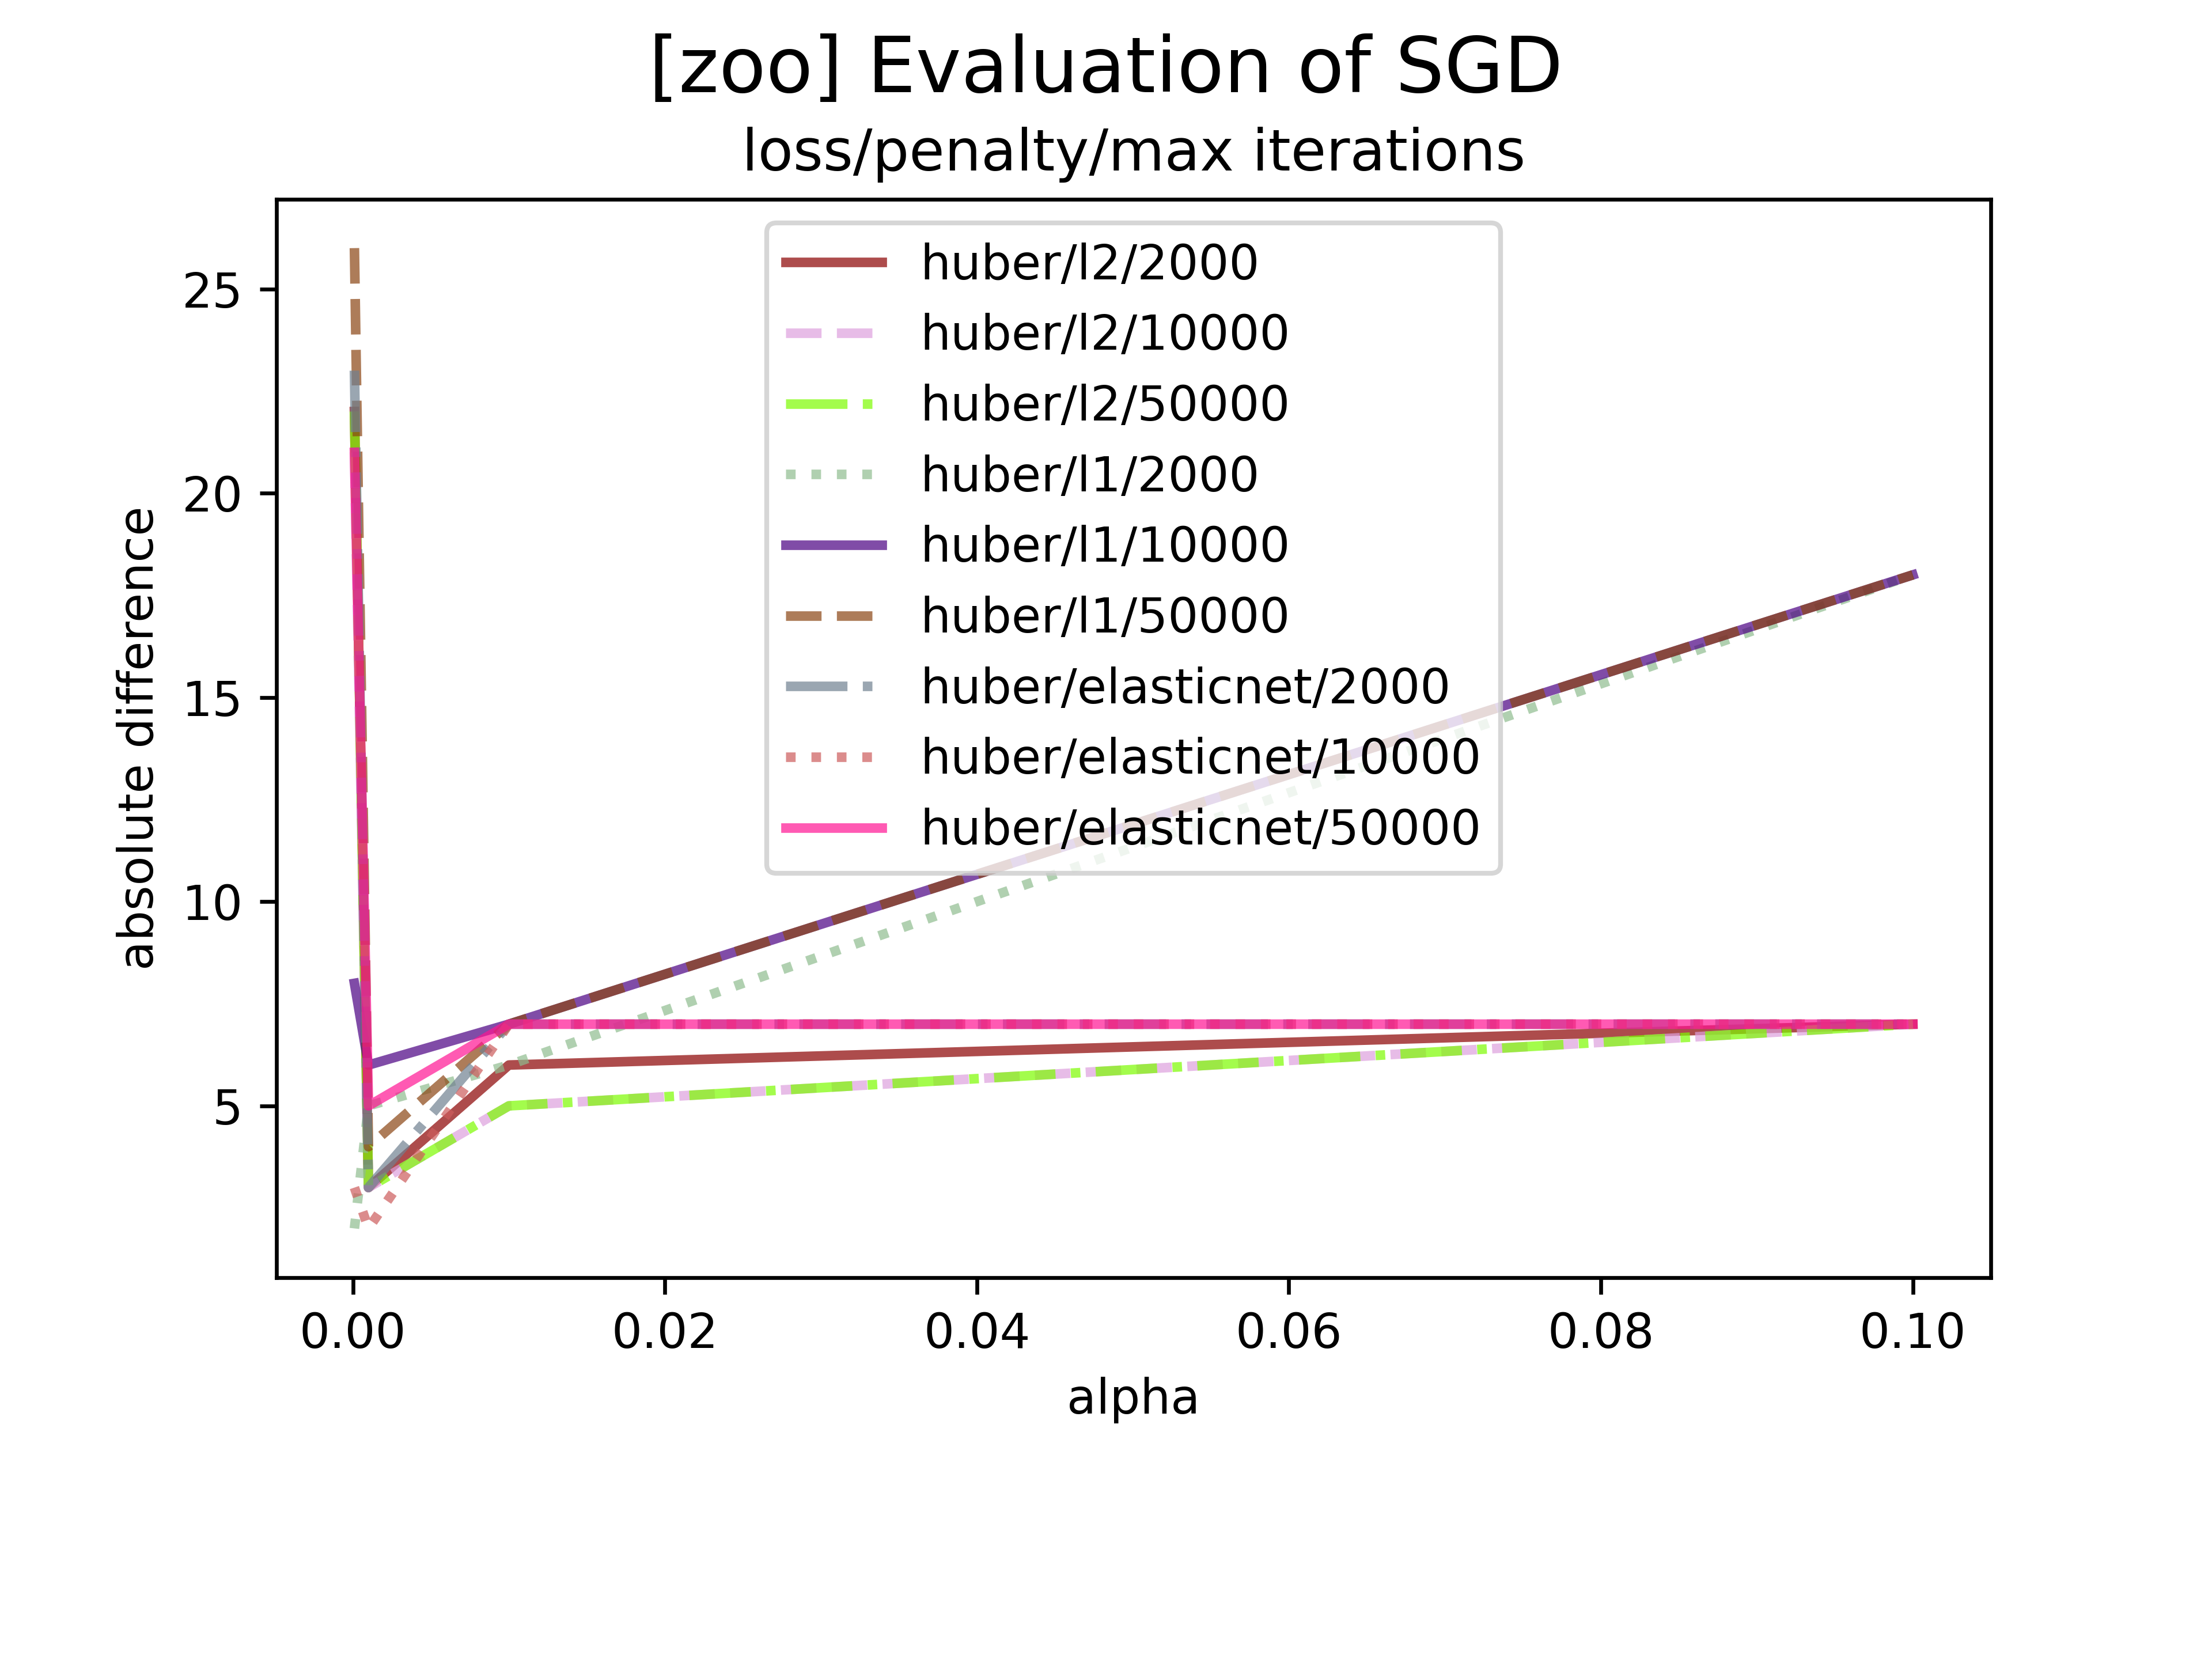 [zoo] Evaluation of SGD
loss/penalty/max iterations
huber/l2/2000
huber/l2/10000
huber/l2/50000
huber/l1/2000
huber/l1/10000
huber/l1/50000
huber/elasticnet/2000
huber/elasticnet/10000
huber/elasticnet/50000
absolute difference
25
20
15
10
5
0.00 0.02 0.04 0.06 0.08 0.10
alpha